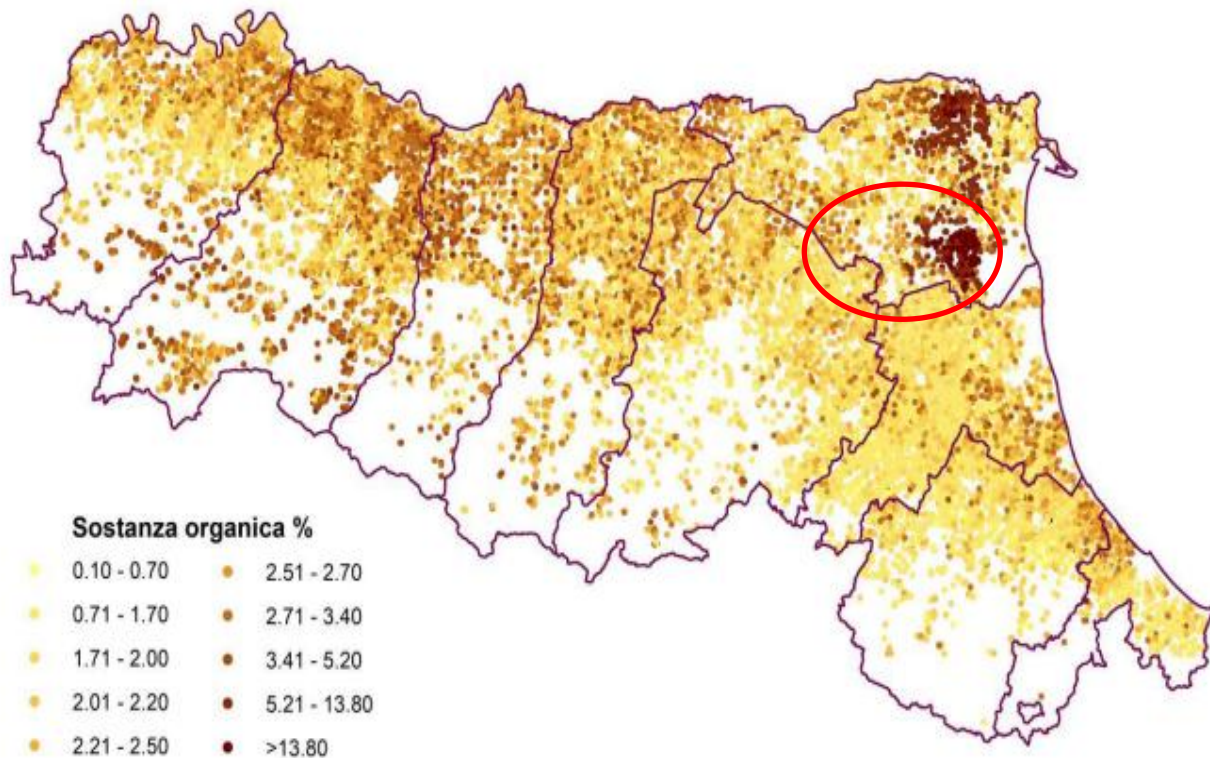 Sostanza organica %
0.10 - 0.70
0.71 - 1.70
1.71 - 2.00
2.01 - 2.20
2.21 - 2.50
2.51 - 2.70
2.71 - 3.40
3.41 - 5.20
5.21 - 13.80
>13.80